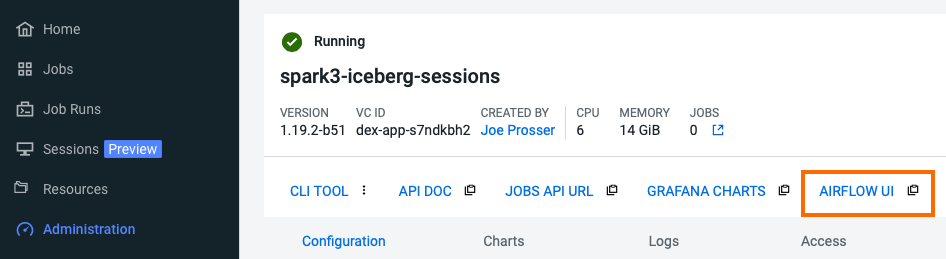 Home
Jobs
Job Runs
Sessions Preview
Resources
Administration
Running
spark3-iceberg-sessions
VERSION VC ID CREATED BY CPU MEMORY JOBS
1.19.2-b51 dex-app-s7ndkbh2 Joe Prosser 6 14 GiB 0
CLI TOOL API DOC JOBS API URL GRAFANA CHARTS AIRFLOW UI
Configuration Charts Logs Access